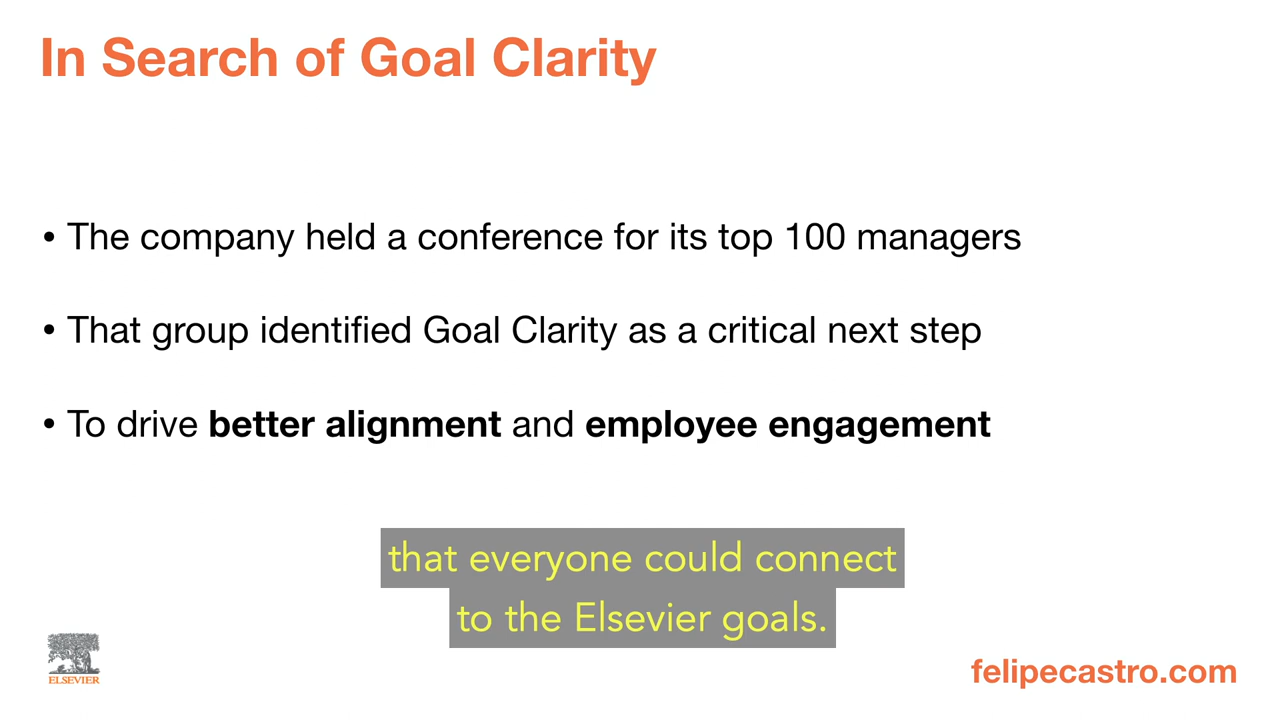 In Search of Goal Clarity
• The company held a conference for its top 100 managers
• That group identified Goal Clarity as a critical next step
• To drive better alignment and employee engagement
that everyone could connect
to the Elsevier goals.
ELSEVIER
felipecastro.com